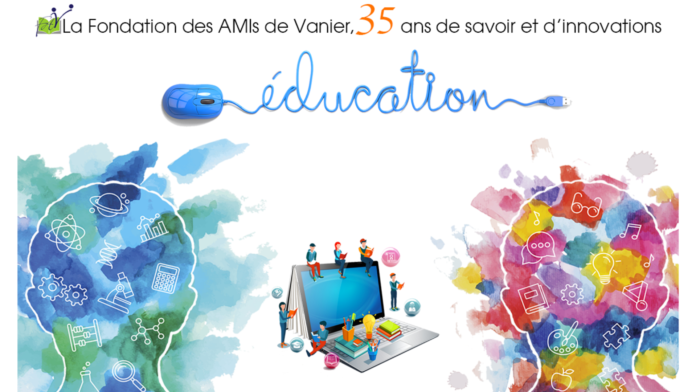 La Fondation des AMIs de Vanier, 35 ans de savoir et d'innovations
éducation